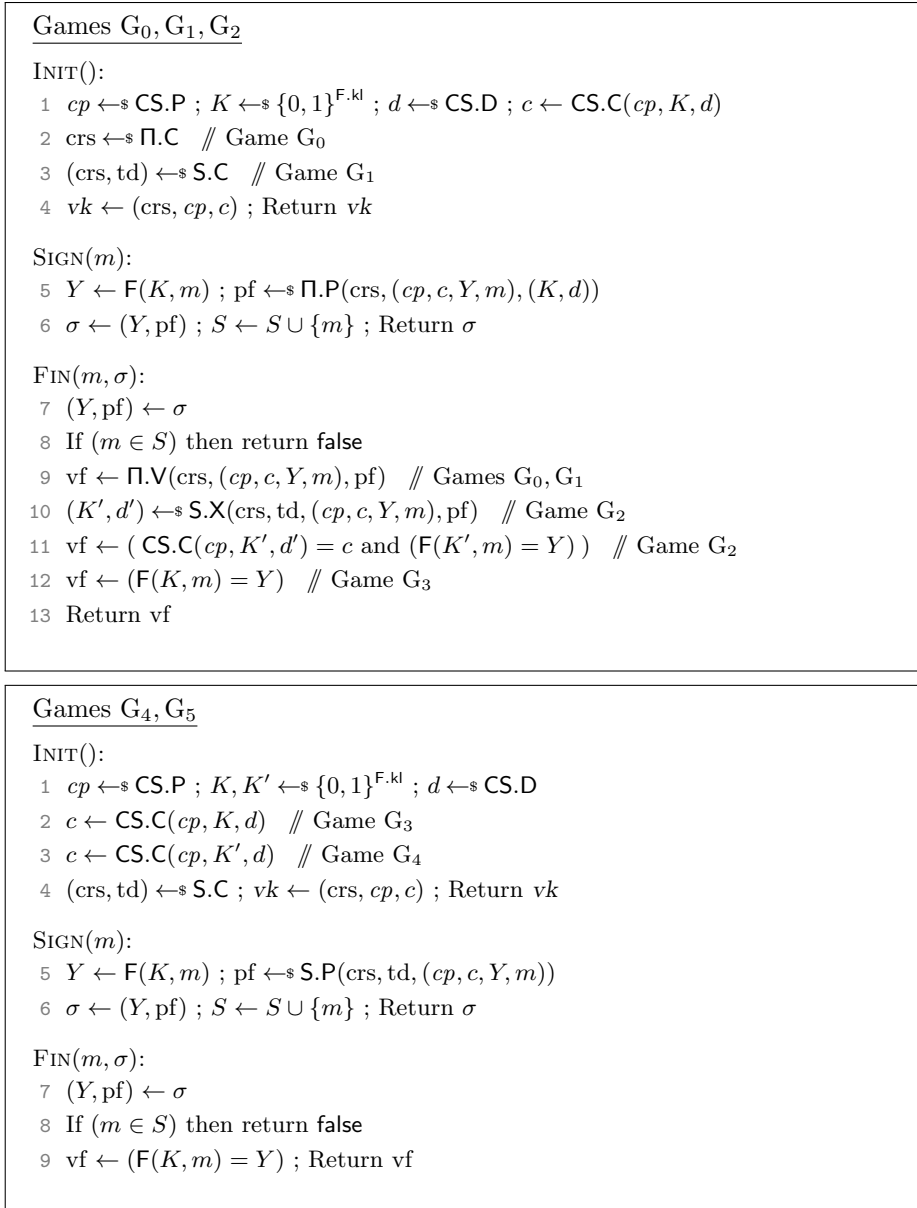 Games G₀, G₁, G₂
INIT():
1 cp ←$ CS.P ; K ←$ {0, 1}^F.kl ; d ←$ CS.D ; c ← CS.C(cp, K, d)
2 crs ←$ Π.C // Game G₀
3 (crs, td) ←$ S.C // Game G₁
4 vk ← (crs, cp, c) ; Return vk
SIGN(m):
5 Y ← F(K, m) ; pf ←$ Π.P(crs, (cp, c, Y, m), (K, d))
6 σ ← (Y, pf) ; S ← S ∪ {m} ; Return σ
FIN(m, σ):
7 (Y, pf) ← σ
8 If (m ∈ S) then return false
9 vf ← Π.V(crs, (cp, c, Y, m), pf) // Games G₀, G₁
10 (K′, d′) ←$ S.X(crs, td, (cp, c, Y, m), pf) // Game G₂
11 vf ← ( CS.C(cp, K′, d′) = c and (F(K′, m) = Y) ) // Game G₂
12 vf ← (F(K, m) = Y) // Game G₃
13 Return vf
Games G₄, G₅
INIT():
1 cp ←$ CS.P ; K, K′ ←$ {0, 1}^F.kl ; d ←$ CS.D
2 c ← CS.C(cp, K, d) // Game G₃
3 c ← CS.C(cp, K′, d) // Game G₄
4 (crs, td) ←$ S.C ; vk ← (crs, cp, c) ; Return vk
SIGN(m):
5 Y ← F(K, m) ; pf ←$ S.P(crs, td, (cp, c, Y, m))
6 σ ← (Y, pf) ; S ← S ∪ {m} ; Return σ
FIN(m, σ):
7 (Y, pf) ← σ
8 If (m ∈ S) then return false
9 vf ← (F(K, m) = Y) ; Return vf